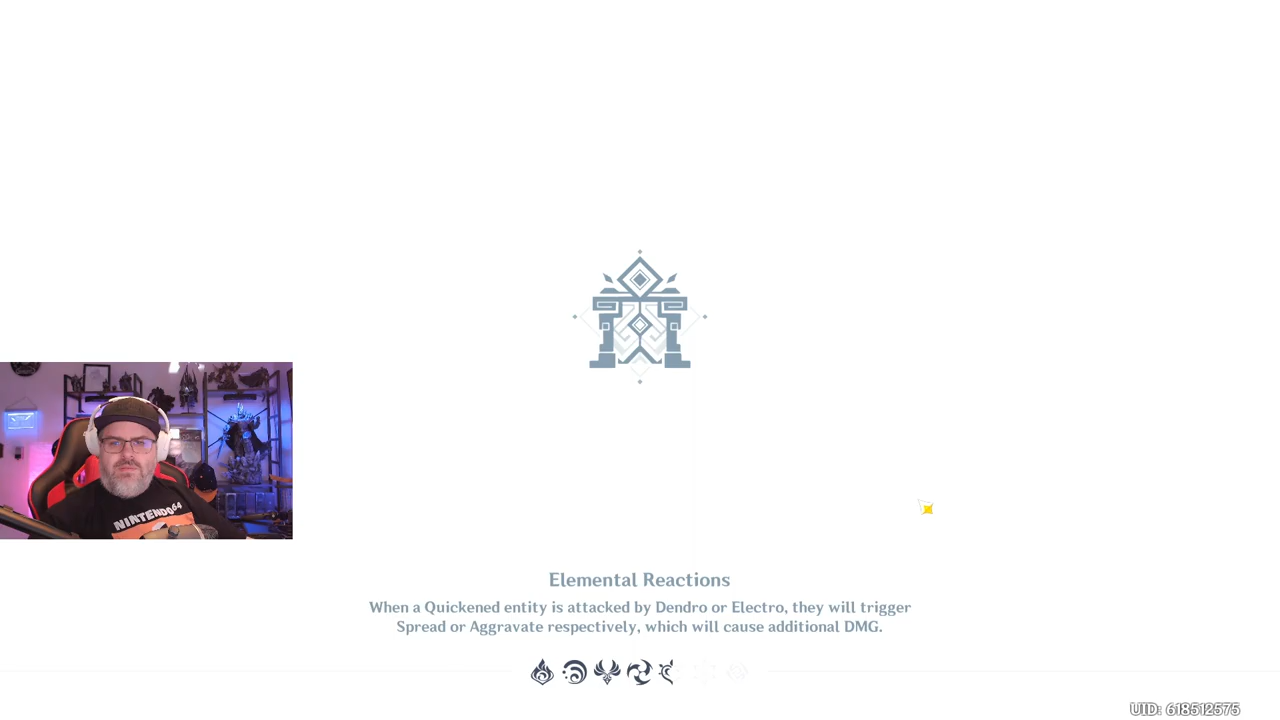 NINTENDO64
Elemental Reactions
When a Quickened entity is attacked by Dendro or Electro, they will trigger
Spread or Aggravate respectively, which will cause additional DMG.
UID: 618512575